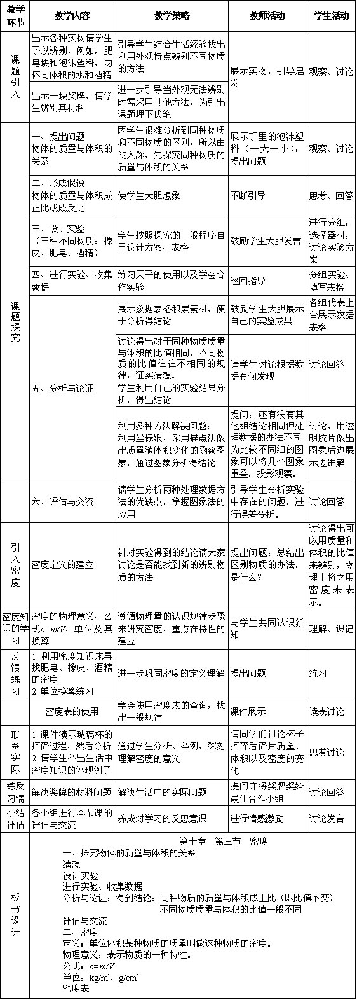 教学环节 教学内容 教学策略 教师活动 学生活动
课题引入
出示各种实物请学生
予以辨别，例如，肥
皂块和泡沫塑料，两
杯同体积的水和酒精
引导学生结合生活经验找出
利用外观特点辨别不同物质
的方法
展示实物，引导启
发
观察、讨论
出示一块奖牌，请学
生辨别其材料
进一步引导当外观无法辨别
时需采用其他方法，为引出
课题埋下伏笔
课题探究
一、提出问题
物体的质量与体积的
关系
因学生很难分析到同种物质
和不同物质的区别，所以由
浅入深，先探究同种物质的
质量与体积的关系
展示手里的泡沫塑
料（一大一小），
提出问题
观察、讨论
二、形成假说
物体的质量与体积成
正比或成反比
使学生大胆想象
不断引导
思考、回答
三、设计实验
（三种不同物质：橡
皮、肥皂、酒精）
学生按照探究的一般程序自
己设计方案、表格
鼓励学生大胆发言
进行分组，
选择器材，
讨论实验方
案
四、进行实验、收集
数据
练习天平的使用以及学会合
作实验
巡回指导
分组实验、
填写表格
五、分析与论证
展示数据表格积累素材，便
于分析得结论
鼓励学生大胆展示
自己的实验成果
各组代表上
台展示数据
表格
讨论得出对于同种物质质量
与体积的比值相同，不同物
质的比值往往不相同的规
律，证实猜想。
学生利用自己的实验结果分
析，得出结论
请学生讨论根据数
据有何发现
讨论回答
利用多种方法解决问题：
利用坐标纸，采用描点法做
出质量随体积变化的函数图
象，通过图象分析得结论
提问：还有没有其
他组结论相同但处
理数据的办法不同
为比较不同组的图
象可以将几个图象
重叠，投影观察。
讨论，用透
明胶片做出
图象后边展
示边讲解
六、评估与交流
请学生分析两种处理数据方
法的优缺点，掌握图象法的
应用
引导学生分析实验
中存在的问题，进
行误差分析。
讨论回答
引入密度
密度定义的建立
针对实验得到的结论请大家
讨论是否能找到新的辨别物
质的方法
提出问题：总结出
区别物质的办法，
是什么？
讨论得出可
以用质量和
体积的比值
来辨别，物
理上将之用
密度来表
示。
密度知
识的学
习
密度的物理意义、公
式ρ=m/V、单位及其
换算
遵循物理量的认识规律步骤
来研究密度，重点在特性的
建立
与学生共同认识新
知
理解、识记
反馈练习
1. 利用密度知识来寻
找肥皂、橡皮、酒精
的密度
2. 单位换算练习
进一步巩固密度的定义理解
提出问题
练习
密度表的使用
学会使用密度表的查询，找
出一般规律
课件展示
读表讨论
联系实际
1. 课件演示玻璃杯的
摔碎过程，然后分析
2. 请学生举出生活中
密度知识的体现例子
通过学生分析、举例，深刻
理解密度的意义
请同学们讨论杯子
摔碎后碎片质量、
体积以及密度的变
化
思考讨论
练反
习馈
解决奖牌的材料问题
解决生活中的实际问题
提问并将奖牌奖给
最佳合作小组
讨论回答
小结
评估
各小组进行本节课的
评估与交流
养成对学习的反思意识
进行情感激励
讨论发言
板书设计
第十章 第三节 密度
一、探究物体的质量与体积的关系
猜想
设计实验
进行实验、收集数据
分析与论证：得到结论：同种物质的质量与体积成正比（即比值不变）
不同物质质量与体积的比值一般不同
评估与交流
二、密度
定义：单位体积某种物质的质量叫做这种物质的密度。
物理意义：表示物质的一种特性。
公式：ρ=m/V
单位：kg/m³、g/cm³
密度表